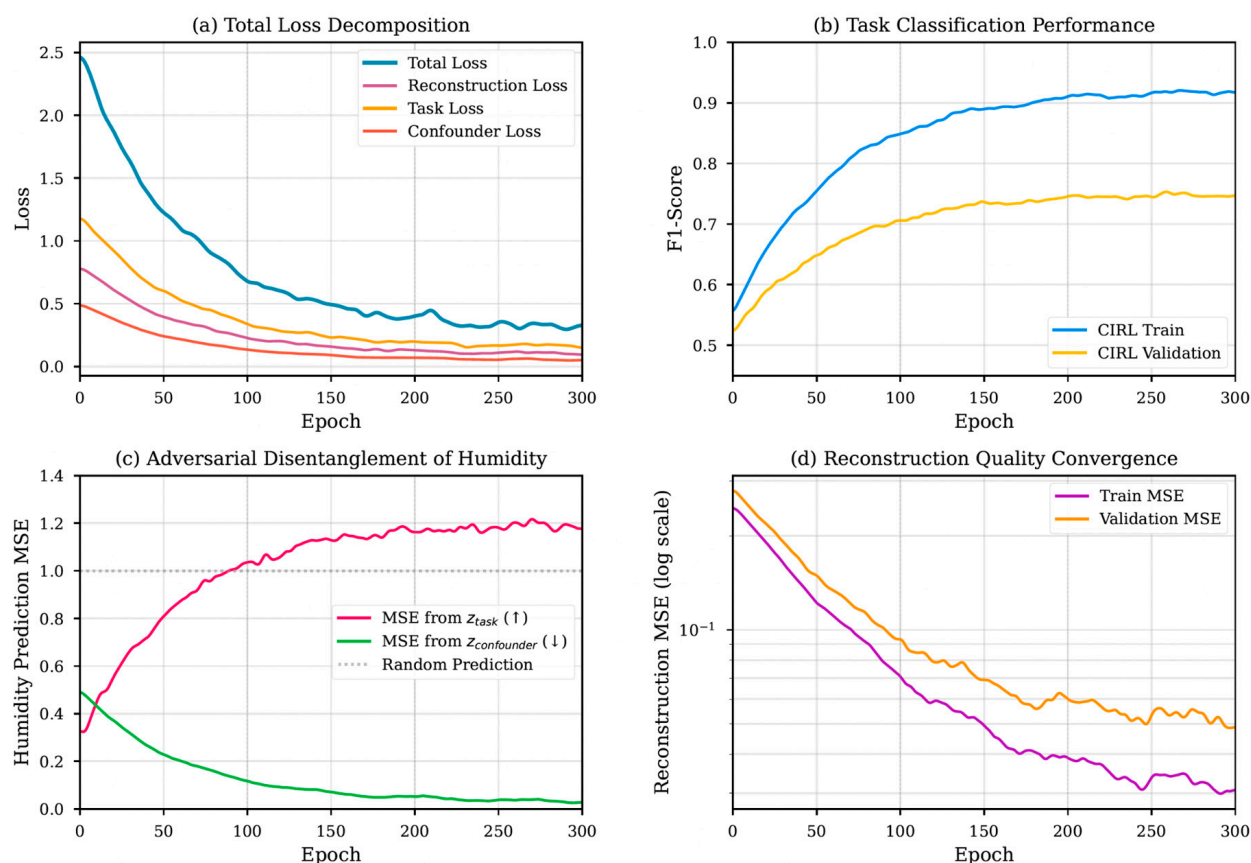 (a) Total Loss Decomposition
Loss
2.5
2.0
1.5
1.0
0.5
0.0
Total Loss
Reconstruction Loss
Task Loss
Confounder Loss
0 50 100 150 200 250 300
Epoch
(b) Task Classification Performance
F1-Score
1.0
0.9
0.8
0.7
0.6
0.5
CIRL Train
CIRL Validation
0 50 100 150 200 250 300
Epoch
(c) Adversarial Disentanglement of Humidity
Humidity Prediction MSE
1.4
1.2
1.0
0.8
0.6
0.4
0.2
0.0
MSE from z_task (↑)
MSE from z_confounder (↓)
Random Prediction
0 50 100 150 200 250 300
Epoch
(d) Reconstruction Quality Convergence
Reconstruction MSE (log scale)
10⁻¹
Train MSE
Validation MSE
0 50 100 150 200 250 300
Epoch